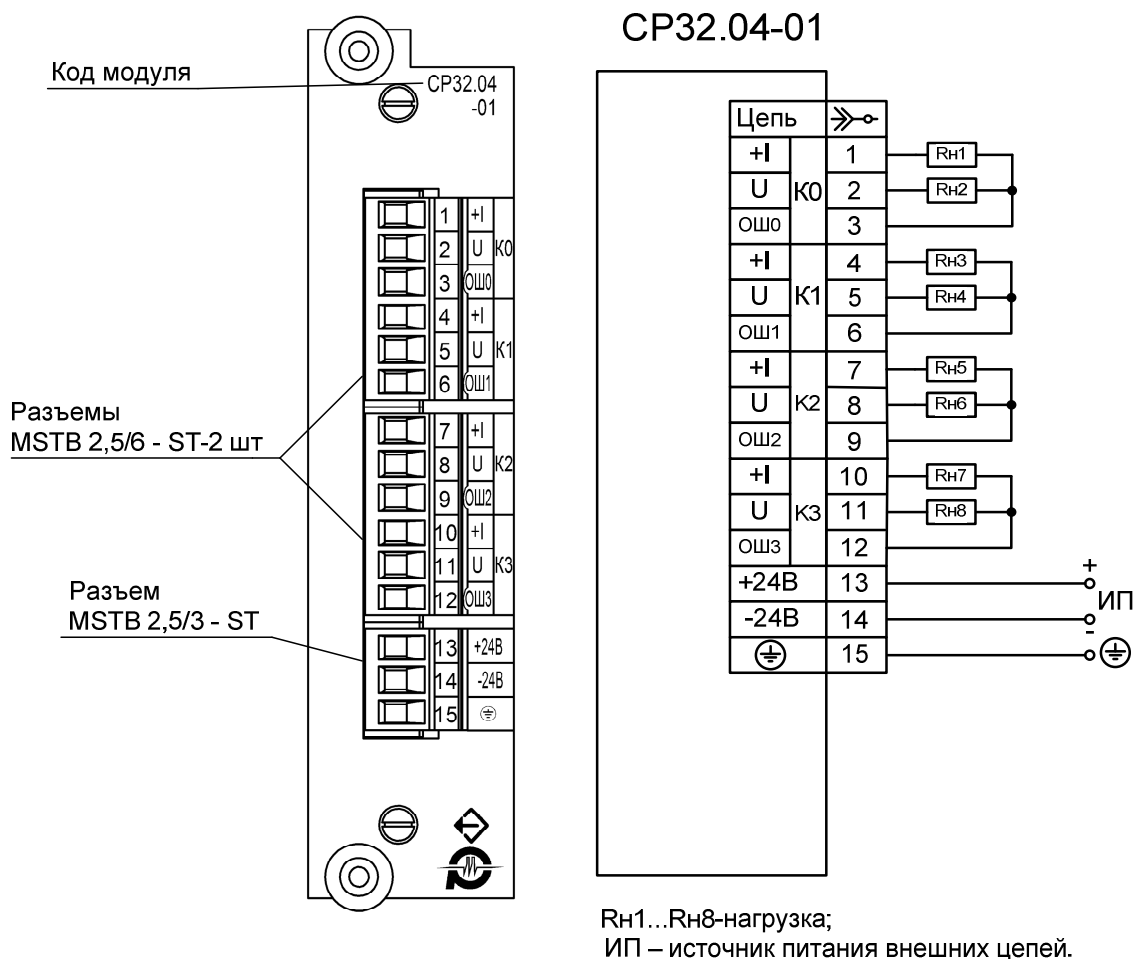 СР32.04-01
Код модуля
СР32.04
-01
1 +I
2 U К0
3 ОШ0
4 +I
5 U К1
6 ОШ1
Разъемы
MSTB 2,5/6 - ST-2 шт
7 +I
8 U К2
9 ОШ2
10 +I
11 U К3
12 ОШ3
Разъем
MSTB 2,5/3 - ST
13 +24В
14 -24В
15
Цепь
+I 1 Rн1
U К0 2 Rн2
ОШ0 3
+I 4 Rн3
U К1 5 Rн4
ОШ1 6
+I 7 Rн5
U К2 8 Rн6
ОШ2 9
+I 10 Rн7
U К3 11 Rн8
ОШ3 12
+24В 13 +
ИП
-24В 14 -
15
Rн1...Rн8-нагрузка;
ИП – источник питания внешних цепей.